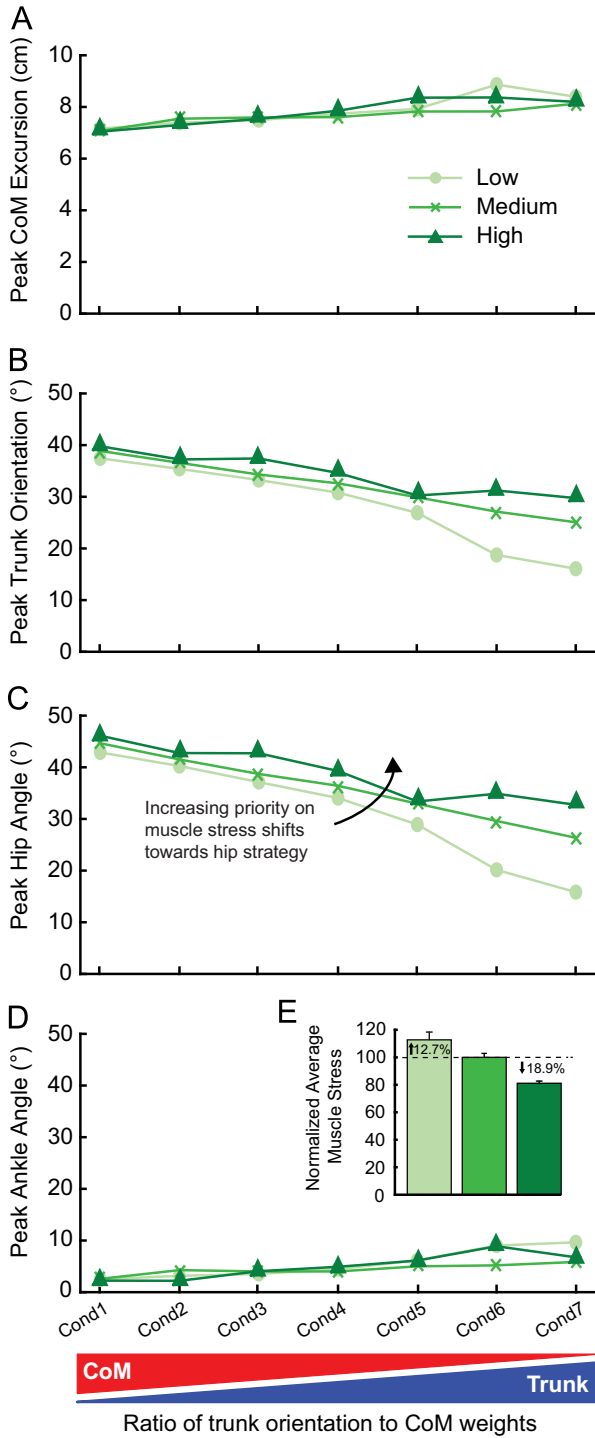 A
Peak CoM Excursion (cm)
10
8
6
4
2
0
Low
Medium
High
B
Peak Trunk Orientation (°)
50
40
30
20
10
0
C
Peak Hip Angle (°)
50
40
30
20
10
0
Increasing priority on
muscle stress shifts
towards hip strategy
D
Peak Ankle Angle (°)
50
40
30
20
10
0
E
Normalized Average
Muscle Stress
120
100
80
60
40
20
0
12.7%
18.9%
Cond1
Cond2
Cond3
Cond4
Cond5
Cond6
Cond7
CoM
Trunk
Ratio of trunk orientation to CoM weights